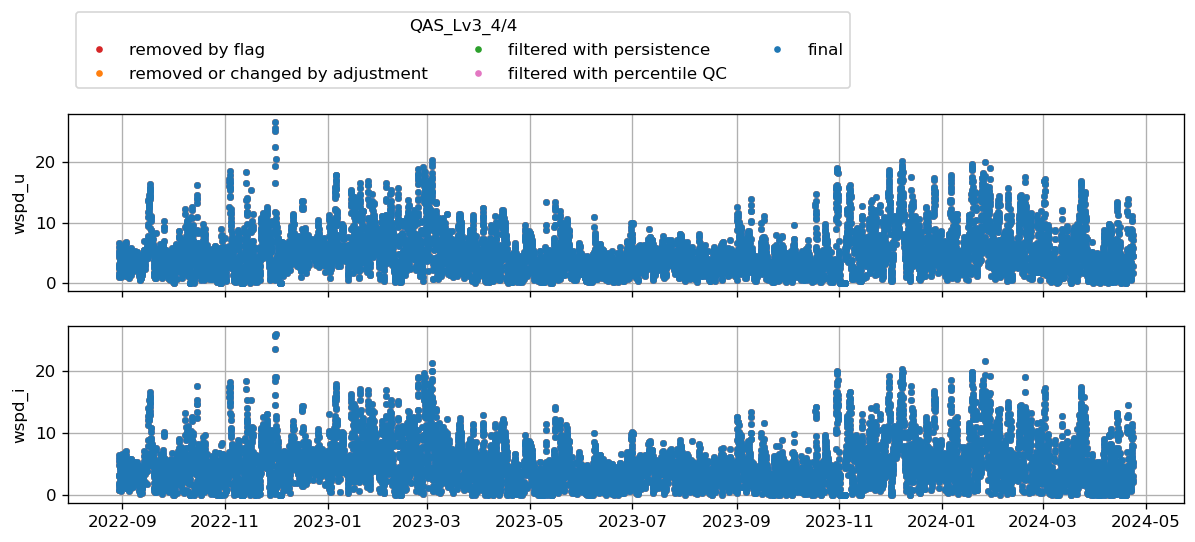 QAS_Lv3_4/4
removed by flag
removed or changed by adjustment
filtered with persistence
filtered with percentile QC
final
wspd_u
20
10
0
wspd_i
20
10
0
2022-09 2022-11 2023-01 2023-03 2023-05 2023-07 2023-09 2023-11 2024-01 2024-03 2024-05